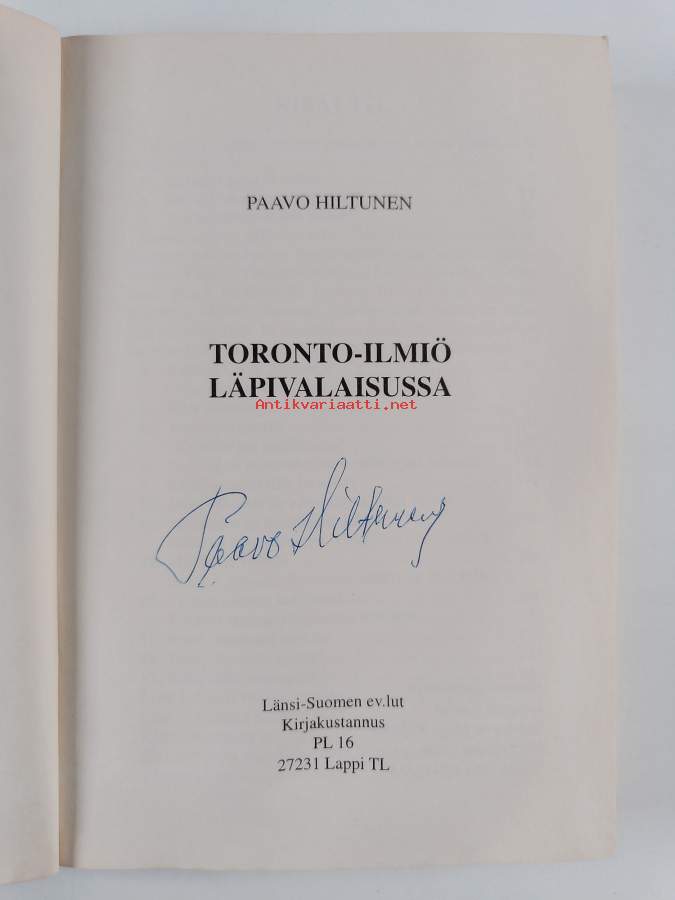 PAAVO HILTUNEN
TORONTO-ILMIÖ
LÄPIVALAISUSSA
Antikvariaatti.net
Paavo Hiltunen
Länsi-Suomen ev.lut
Kirjakustannus
PL 16
27231 Lappi TL